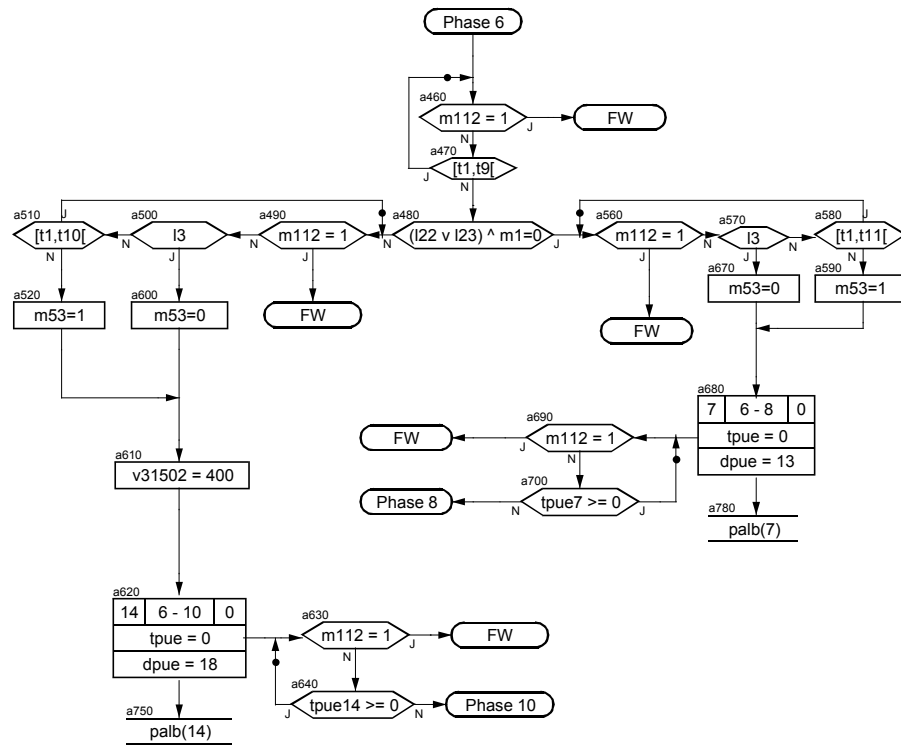 Phase 6
a460
m112 = 1
J
FW
N
a470
[t1,t9[
J
N
a510
J
[t1,t10[
N
a500
l3
N
J
a490
m112 = 1
N
J
a480
(l22 v l23) ^ m1=0
N
J
a560
m112 = 1
N
J
a570
l3
N
J
a580
J
[t1,t11[
N
a520
m53=1
a600
m53=0
FW
FW
a670
m53=0
a590
m53=1
a680
7 6 - 8 0
tpue = 0
dpue = 13
a690
m112 = 1
J
N
FW
a700
tpue7 >= 0
N
J
Phase 8
a780
palb(7)
a610
v31502 = 400
a620
14 6 - 10 0
tpue = 0
dpue = 18
a630
m112 = 1
J
N
FW
a640
tpue14 >= 0
J
N
Phase 10
a750
palb(14)